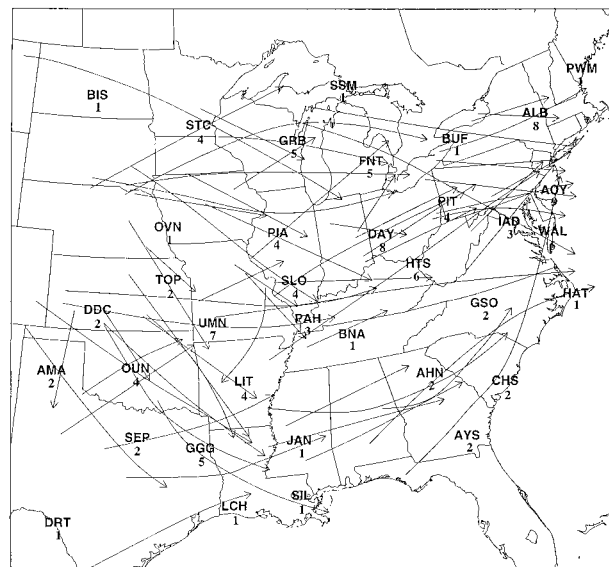 PWM
1
SSM
1
BIS
1
ALB
8
STC
4
GRB
5
BUF
1
FNT
5
PIT
4
AOY
9
IAD
3
WAL
6
OVN
1
PIA
4
DAY
8
HTS
6
TOP
2
SLO
4
HAT
1
DDC
2
UMN
7
PAH
3
BNA
1
GSO
2
AMA
2
OUN
4
LIT
4
AHN
2
CHS
2
SEP
2
GGG
5
JAN
1
AYS
2
SIL
1
LCH
1
DRT
1